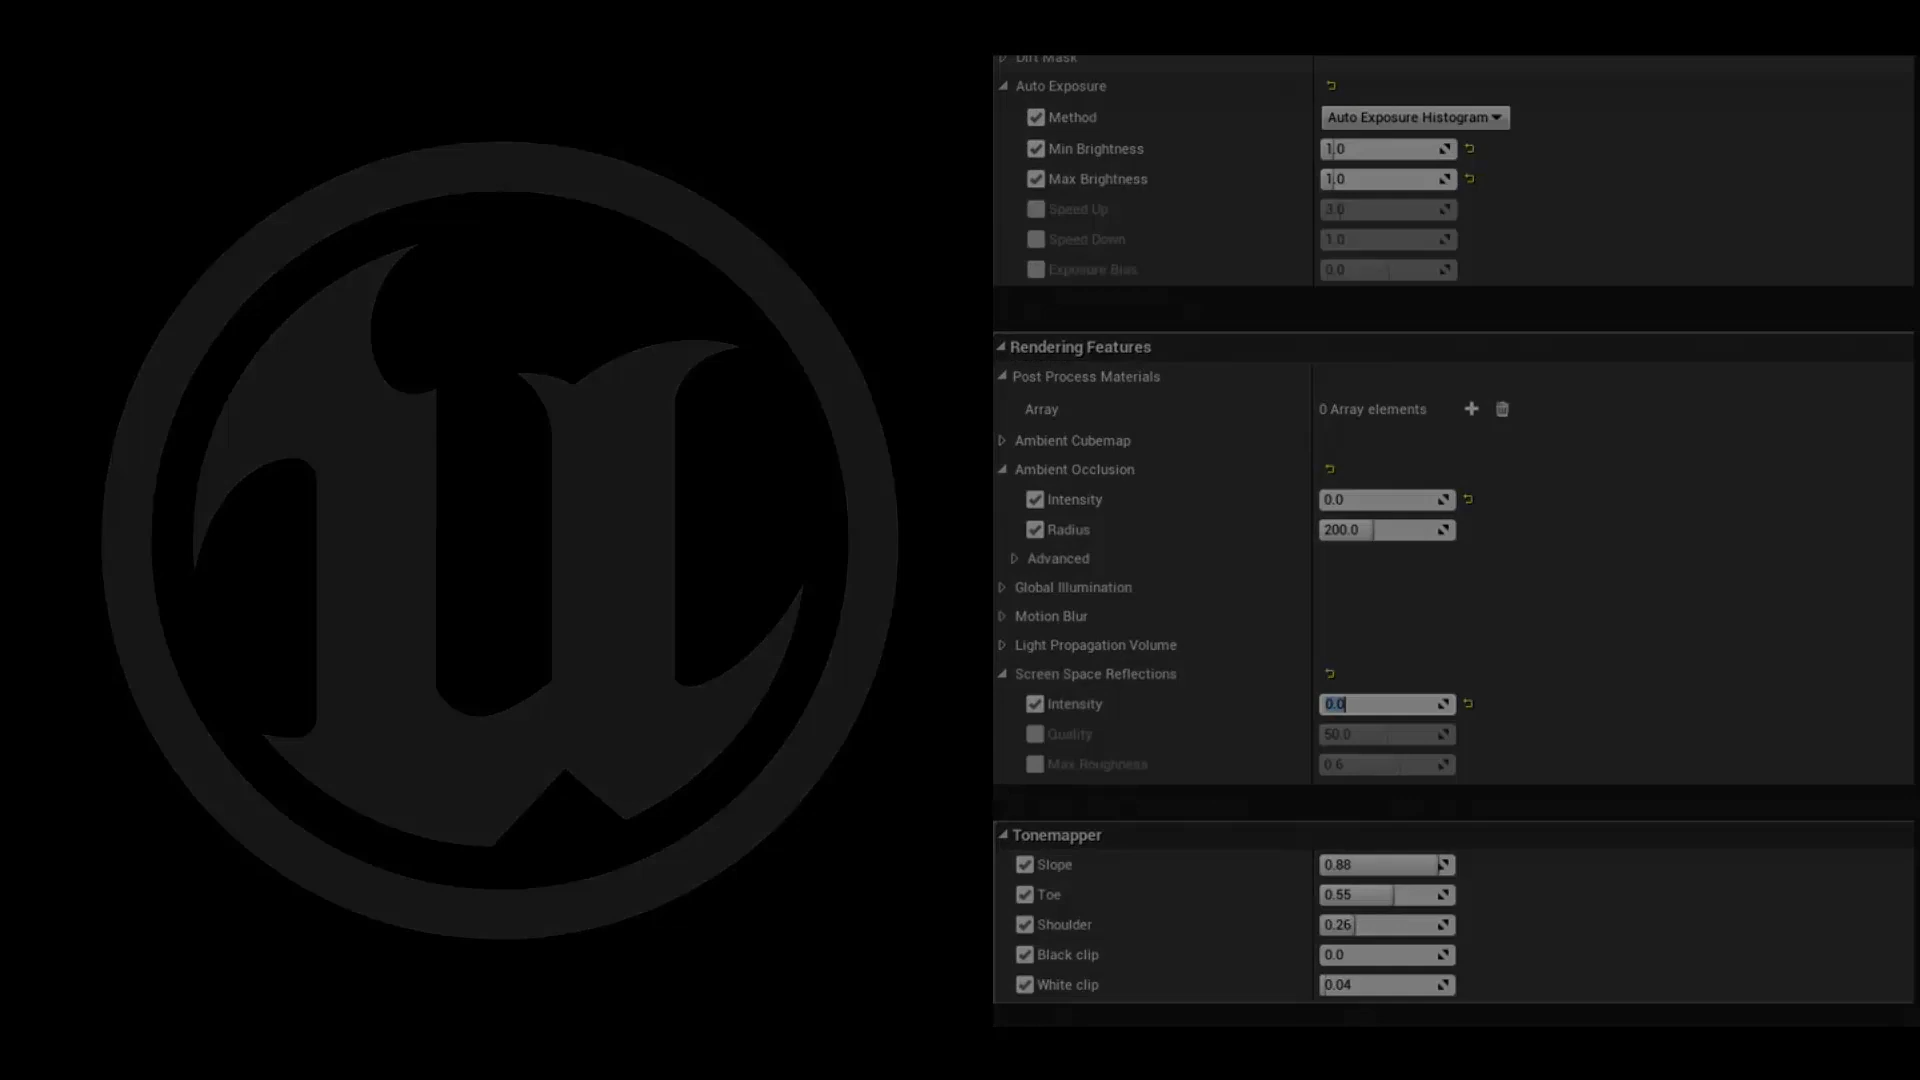 Dirt Mask
Auto Exposure
Method Auto Exposure Histogram
Min Brightness 1.0
Max Brightness 1.0
Speed Up 3.0
Speed Down 1.0
Exposure Bias 0.0
Rendering Features
Post Process Materials
Array 0 Array elements
Ambient Cubemap
Ambient Occlusion
Intensity 0.0
Radius 200.0
Advanced
Global Illumination
Motion Blur
Light Propagation Volume
Screen Space Reflections
Intensity 0.0
Quality 50.0
Max Roughness 0.6
Tonemapper
Slope 0.88
Toe 0.55
Shoulder 0.26
Black clip 0.0
White clip 0.04